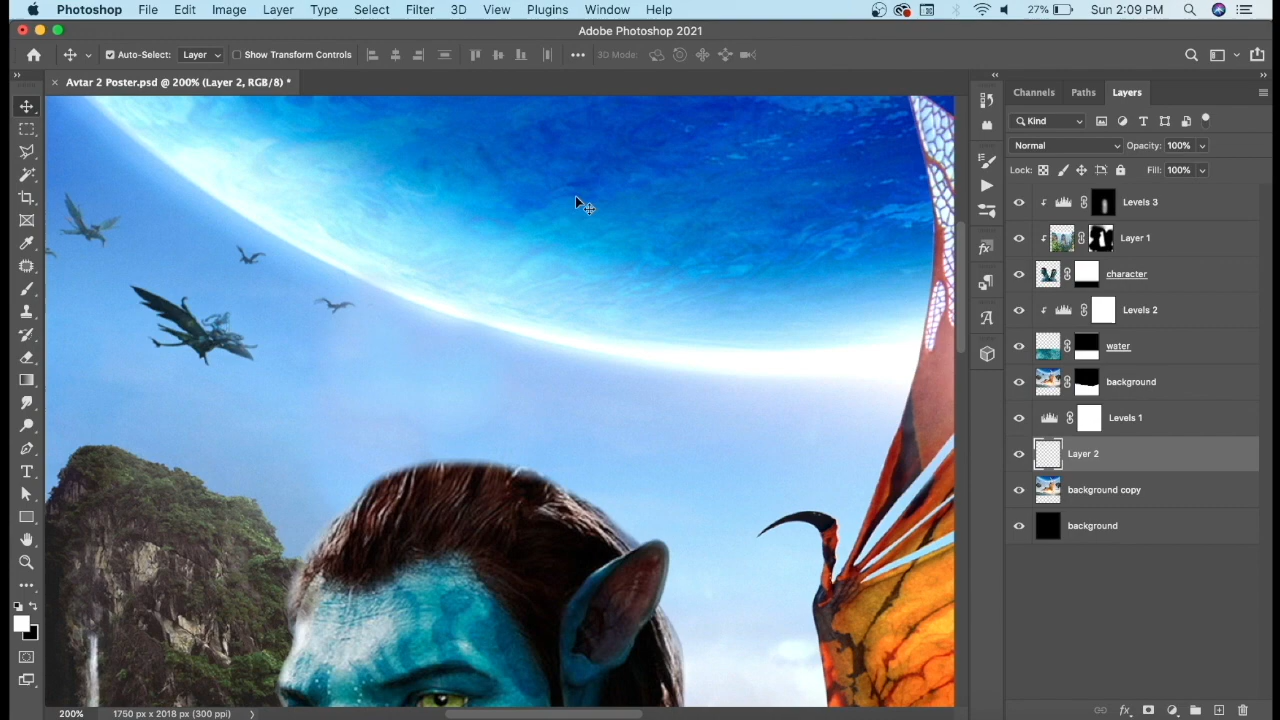 Photoshop File Edit Image Layer Type Select Filter 3D View Plugins Window Help 27% Sun 2:09 PM
Adobe Photoshop 2021
Auto-Select: Layer Show Transform Controls 3D Mode:
Avtar 2 Poster.psd @ 200% (Layer 2, RGB/8) *
Channels Paths Layers
Kind
Normal Opacity: 100%
Lock: Fill: 100%
Levels 3
Layer 1
character
Levels 2
water
background
Levels 1
Layer 2
background copy
background
200% 1750 px x 2018 px (300 ppi)